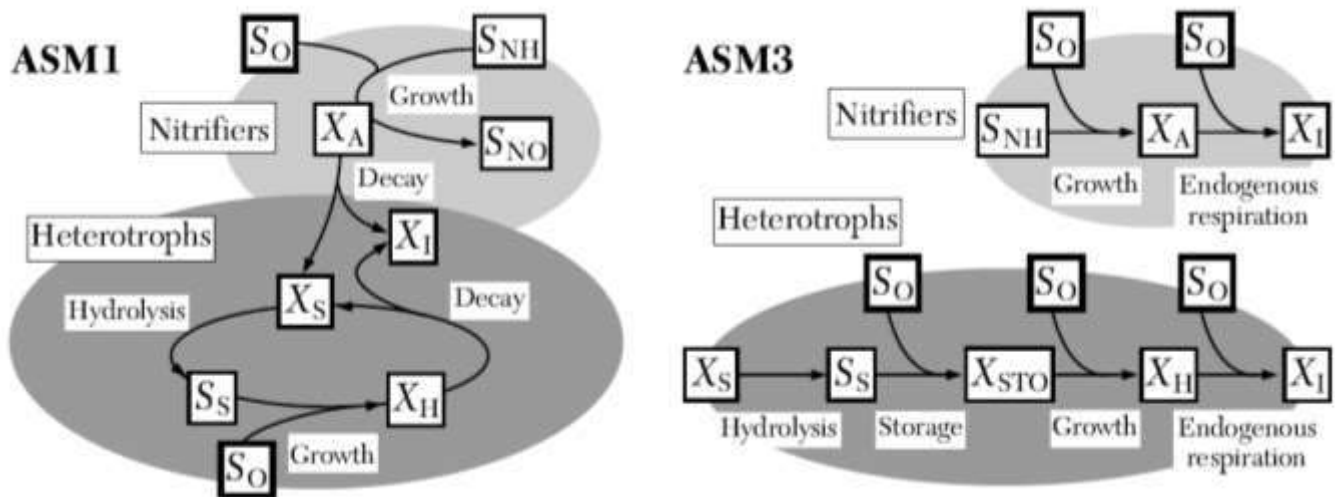 ASM1
S_O
S_NH
Growth
Nitrifiers
X_A
S_NO
Decay
Heterotrophs
X_I
X_S
Hydrolysis
Decay
S_S
X_H
Growth
S_O
ASM3
S_O
S_O
Nitrifiers
S_NH
X_A
X_I
Growth
Endogenous
respiration
Heterotrophs
S_O
S_O
S_O
X_S
S_S
X_STO
X_H
X_I
Hydrolysis
Storage
Growth
Endogenous
respiration